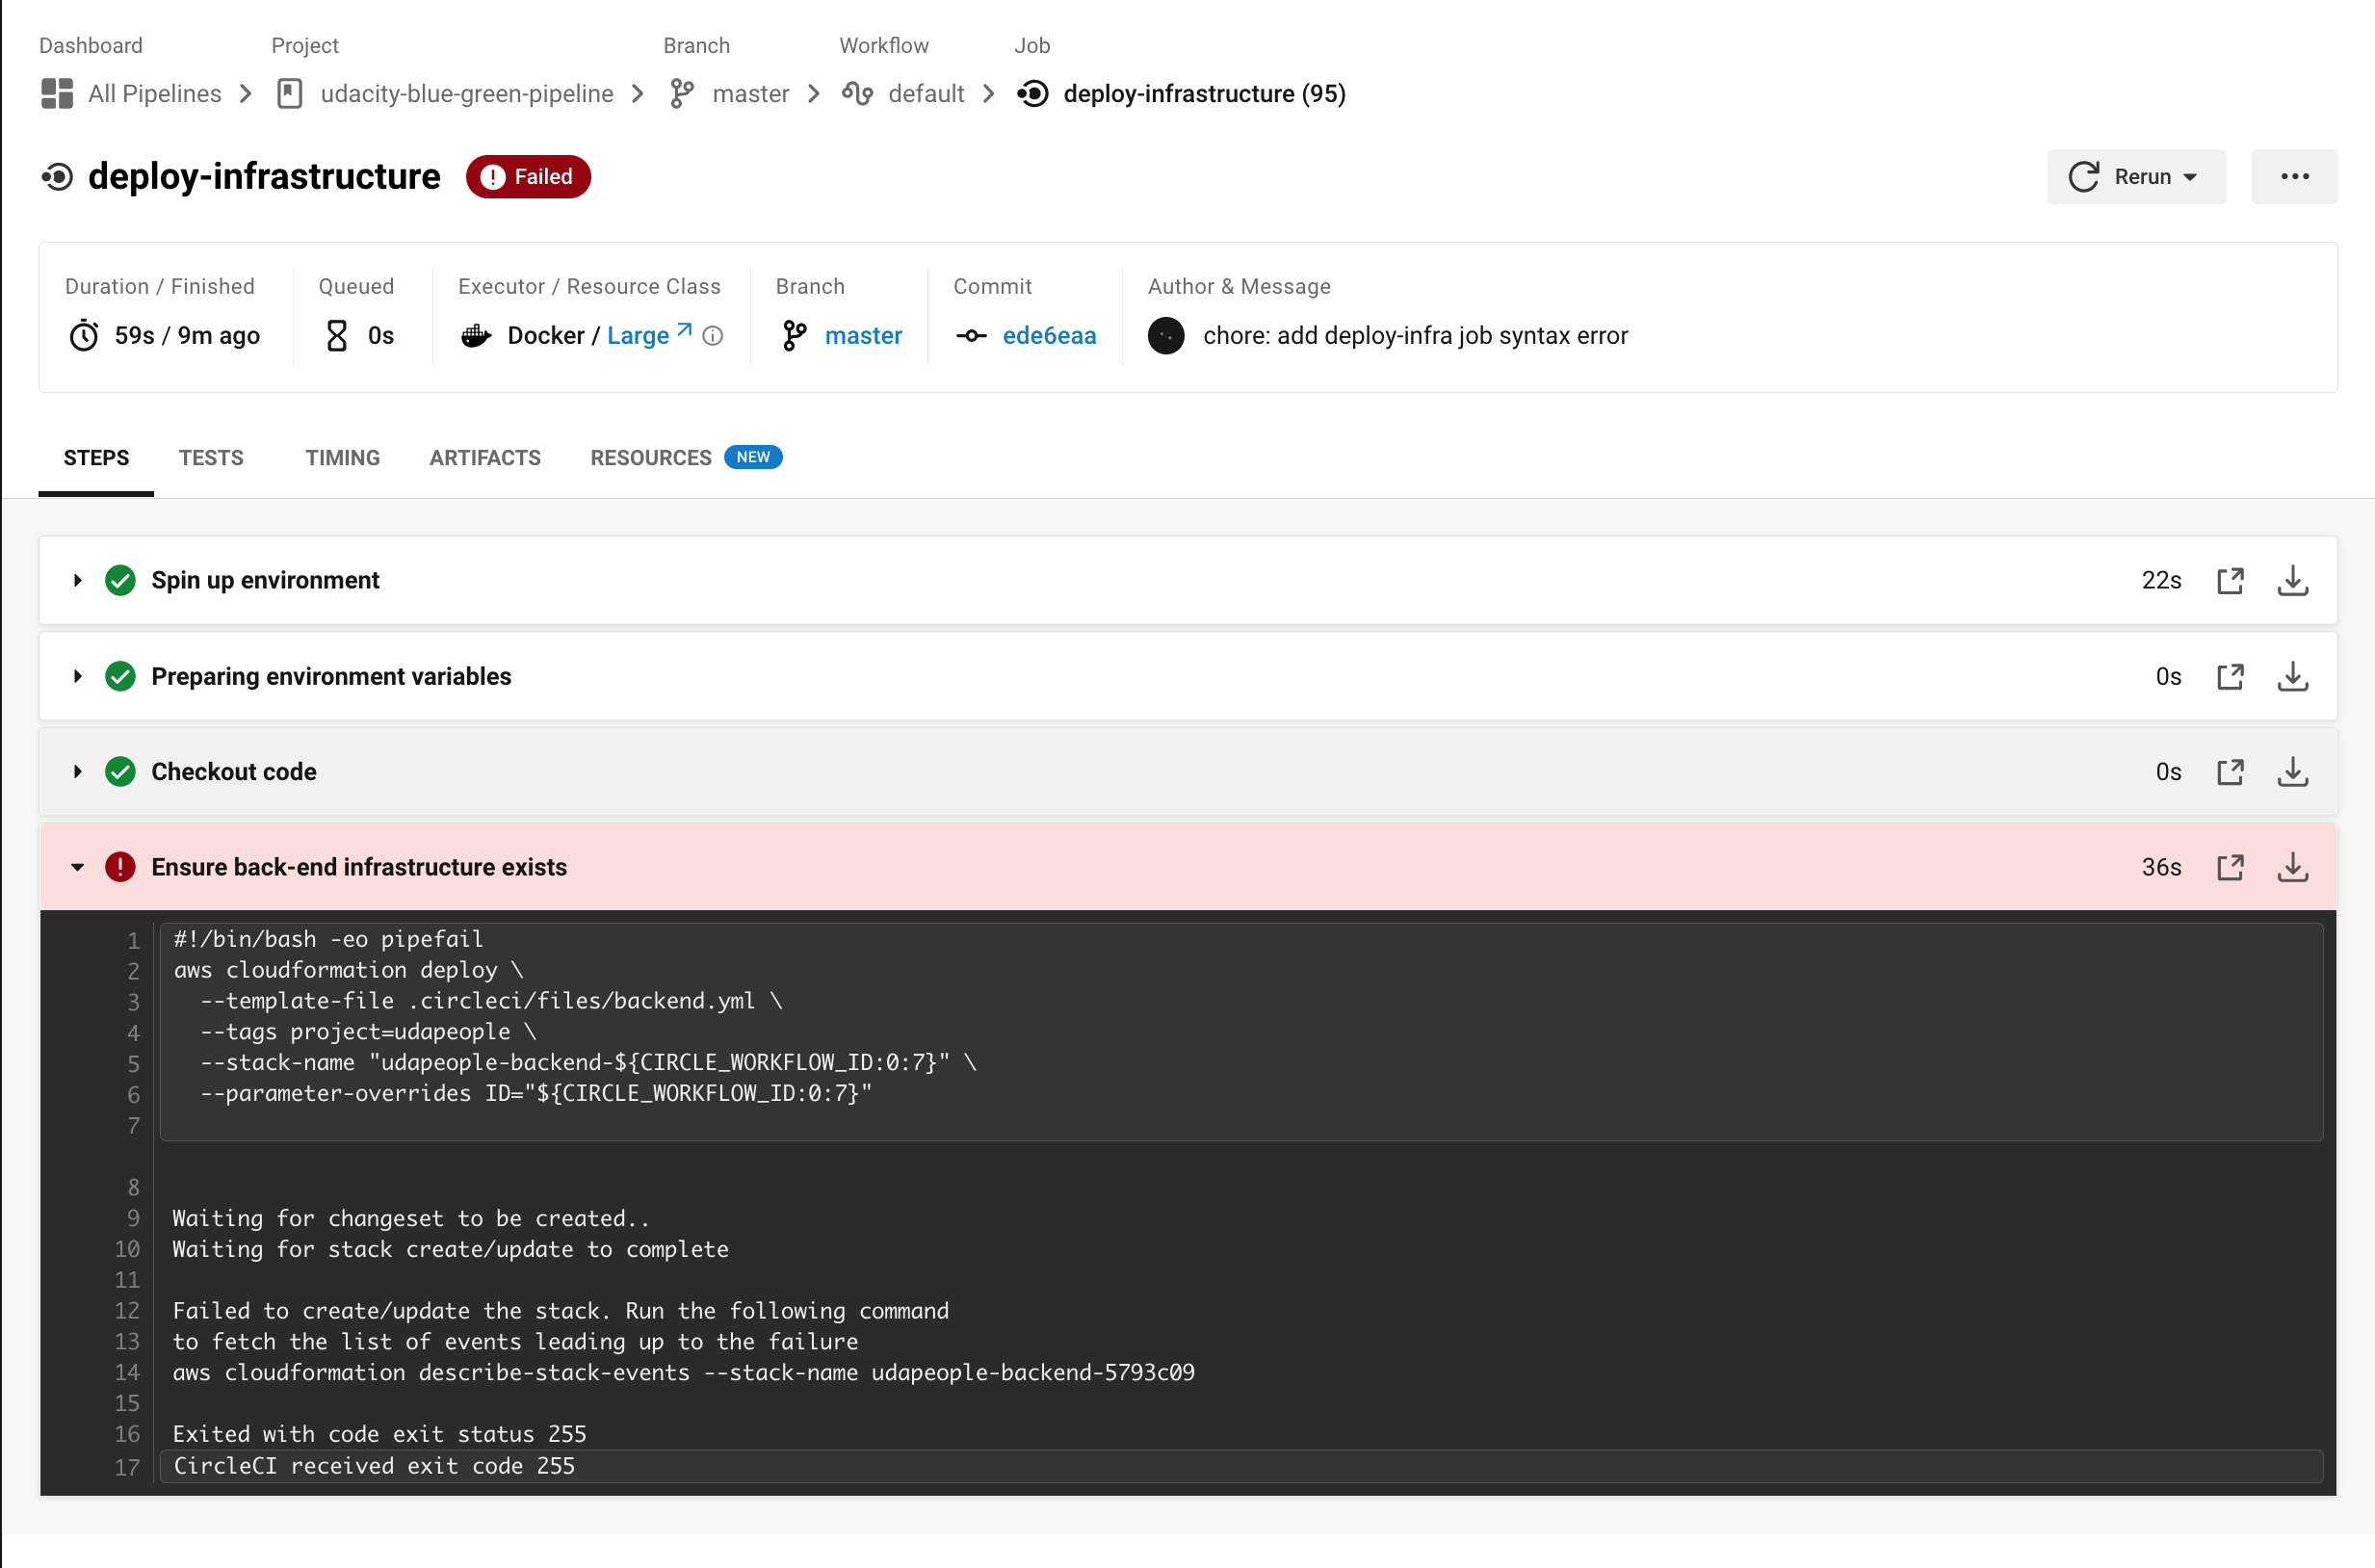 Dashboard Project Branch Workflow Job
All Pipelines udacity-blue-green-pipeline master default deploy-infrastructure (95)
deploy-infrastructure Failed Rerun
Duration / Finished Queued Executor / Resource Class Branch Commit Author & Message
59s / 9m ago 0s Docker / Large master ede6eaa chore: add deploy-infra job syntax error
STEPS TESTS TIMING ARTIFACTS RESOURCES NEW
Spin up environment 22s
Preparing environment variables 0s
Checkout code 0s
Ensure back-end infrastructure exists 36s
1 #!/bin/bash -eo pipefail
2 aws cloudformation deploy \
3 --template-file .circleci/files/backend.yml \
4 --tags project=udapeople \
5 --stack-name "udapeople-backend-${CIRCLE_WORKFLOW_ID:0:7}" \
6 --parameter-overrides ID="${CIRCLE_WORKFLOW_ID:0:7}"
7
8
9 Waiting for changeset to be created..
10 Waiting for stack create/update to complete
11
12 Failed to create/update the stack. Run the following command
13 to fetch the list of events leading up to the failure
14 aws cloudformation describe-stack-events --stack-name udapeople-backend-5793c09
15
16 Exited with code exit status 255
17 CircleCI received exit code 255